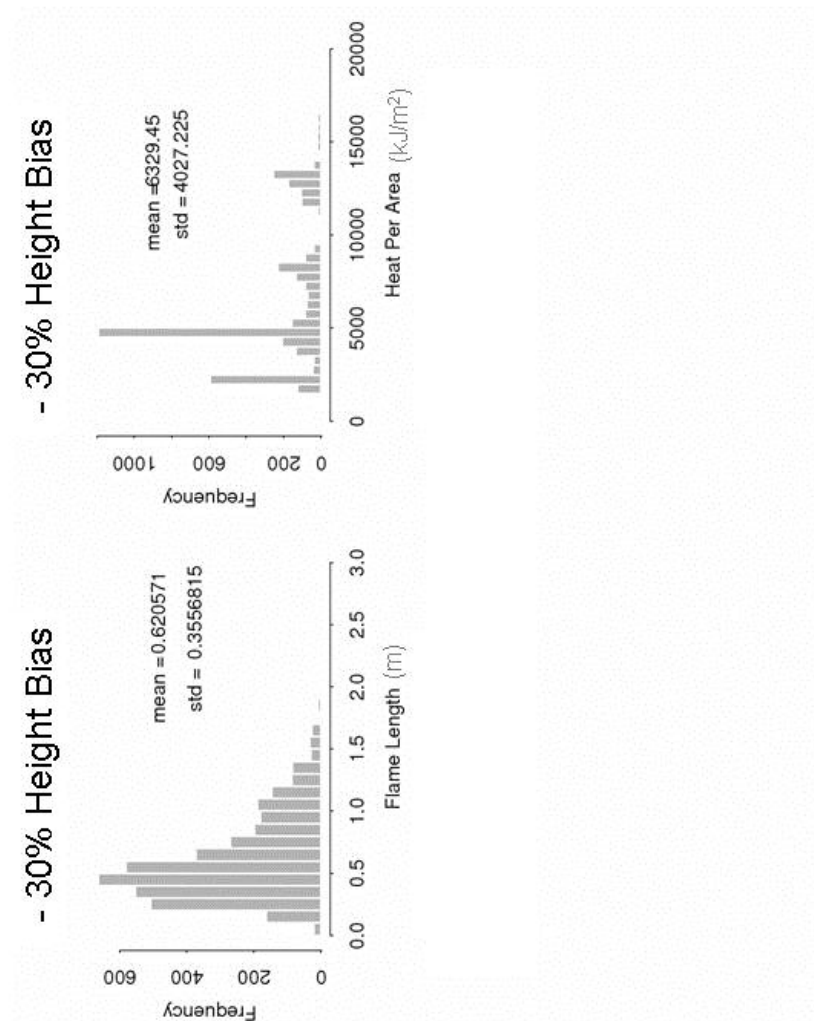 - 30% Height Bias
mean =0.620571
std = 0.3556815
Frequency
0
200
400
600
0.0
0.5
1.0
1.5
2.0
2.5
3.0
Flame Length (m)
- 30% Height Bias
mean =6329.45
std = 4027.225
Frequency
0
200
600
1000
0
5000
10000
15000
20000
Heat Per Area (kJ/m²)